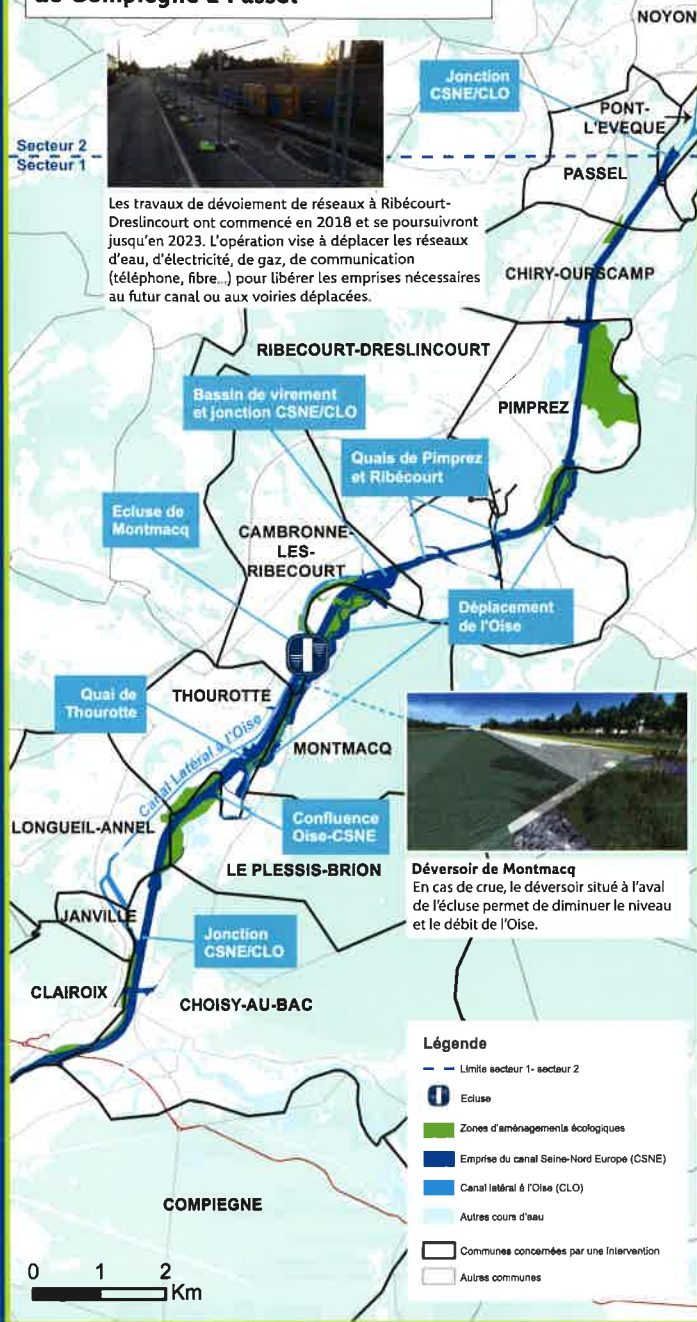 de Compiègne à Passel
NOYON
Jonction
CSNE/CLO
PONT-
L'EVEQUE
Secteur 2
Secteur 1
PASSEL
Les travaux de dévoiement de réseaux à Ribécourt-
Dreslincourt ont commencé en 2018 et se poursuivront
jusqu'en 2023. L'opération vise à déplacer les réseaux
d'eau, d'électricité, de gaz, de communication
(téléphone, fibre...) pour libérer les emprises nécessaires
au futur canal ou aux voiries déplacées.
CHIRY-OURSCAMP
RIBECOURT-DRESLINCOURT
Bassin de virement
et jonction CSNE/CLO
PIMPREZ
Quais de Pimprez
et Ribécourt
Ecluse de
Montmacq
CAMBRONNE-
LES-
RIBECOURT
Déplacement
de l'Oise
Quai de
Thourotte
THOUROTTE
Canal Latéral à l'Oise
MONTMACQ
LONGUEIL-ANNEL
Confluence
Oise-CSNE
LE PLESSIS-BRION
Déversoir de Montmacq
En cas de crue, le déversoir situé à l'aval
de l'écluse permet de diminuer le niveau
et le débit de l'Oise.
JANVILLE
Jonction
CSNE/CLO
CLAIROIX
CHOISY-AU-BAC
Légende
Limite secteur 1- secteur 2
Ecluse
Zones d'aménagements écologiques
Emprise du canal Seine-Nord Europe (CSNE)
Canal latéral à l'Oise (CLO)
Autres cours d'eau
Communes concernées par une intervention
Autres communes
COMPIEGNE
0 1 2
Km